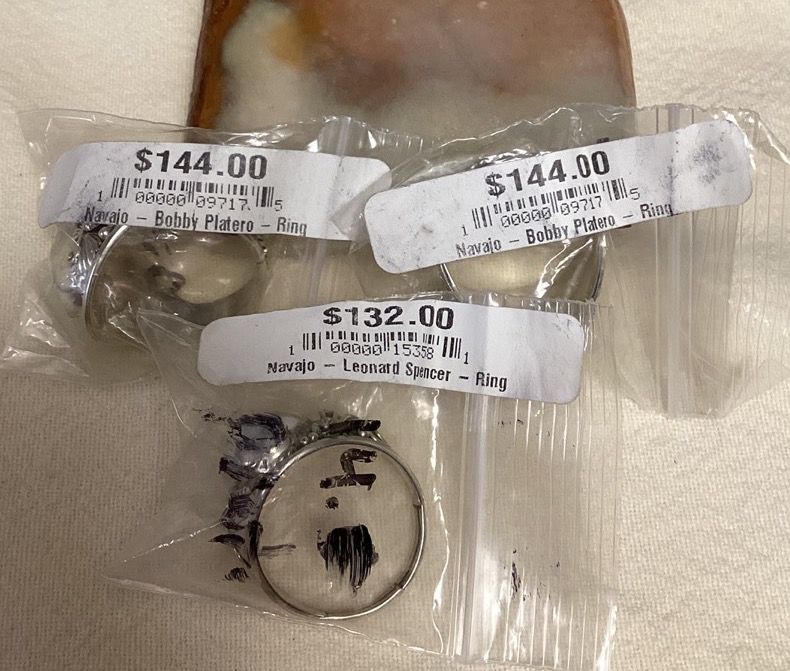 $144.00
1 00000 09717 5
Navajo - Bobby Platero - Ring
$144.00
1 00000 09717 5
Navajo - Bobby Platero - Ring
$132.00
1 00000 15358 1
Navajo - Leonard Spencer - Ring